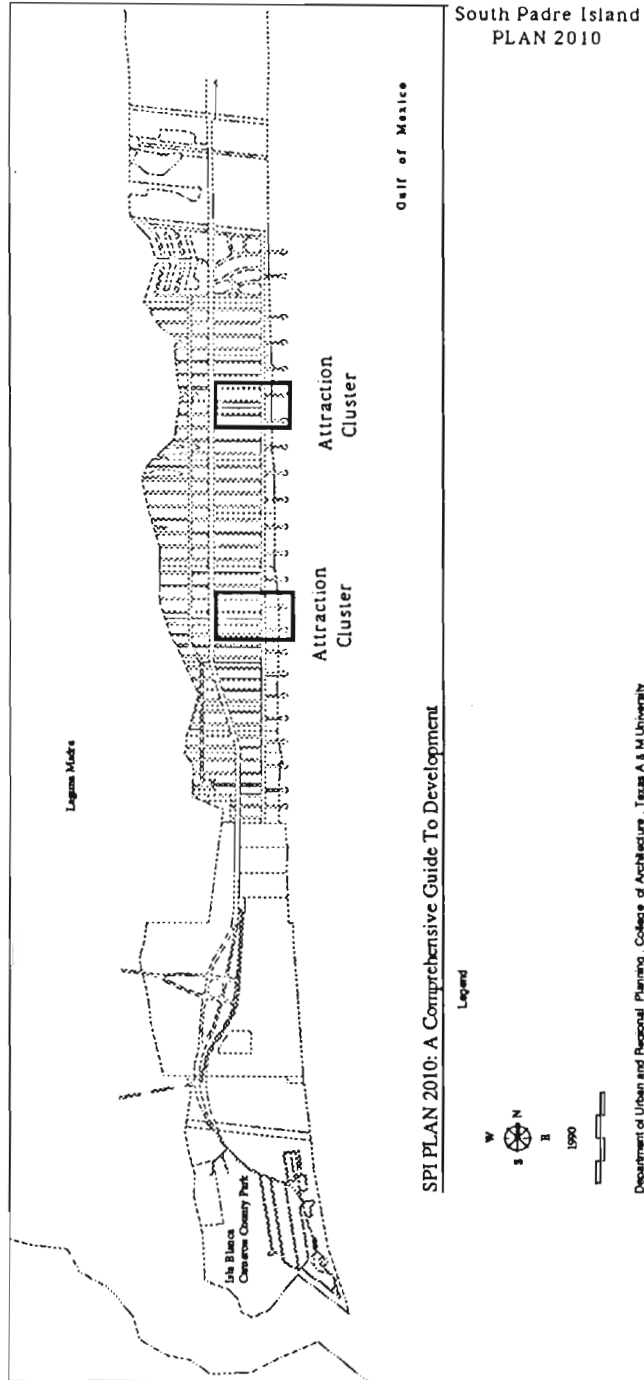 South Padre Island
PLAN 2010
Gulf of Mexico
Attraction
Cluster
Attraction
Cluster
Laguna Madre
Isla Blanca
Cameron County Park
SPI PLAN 2010: A Comprehensive Guide To Development
Legend
W
S N
E
1990
Department of Urban and Regional Planning, College of Architecture, Texas A & M University